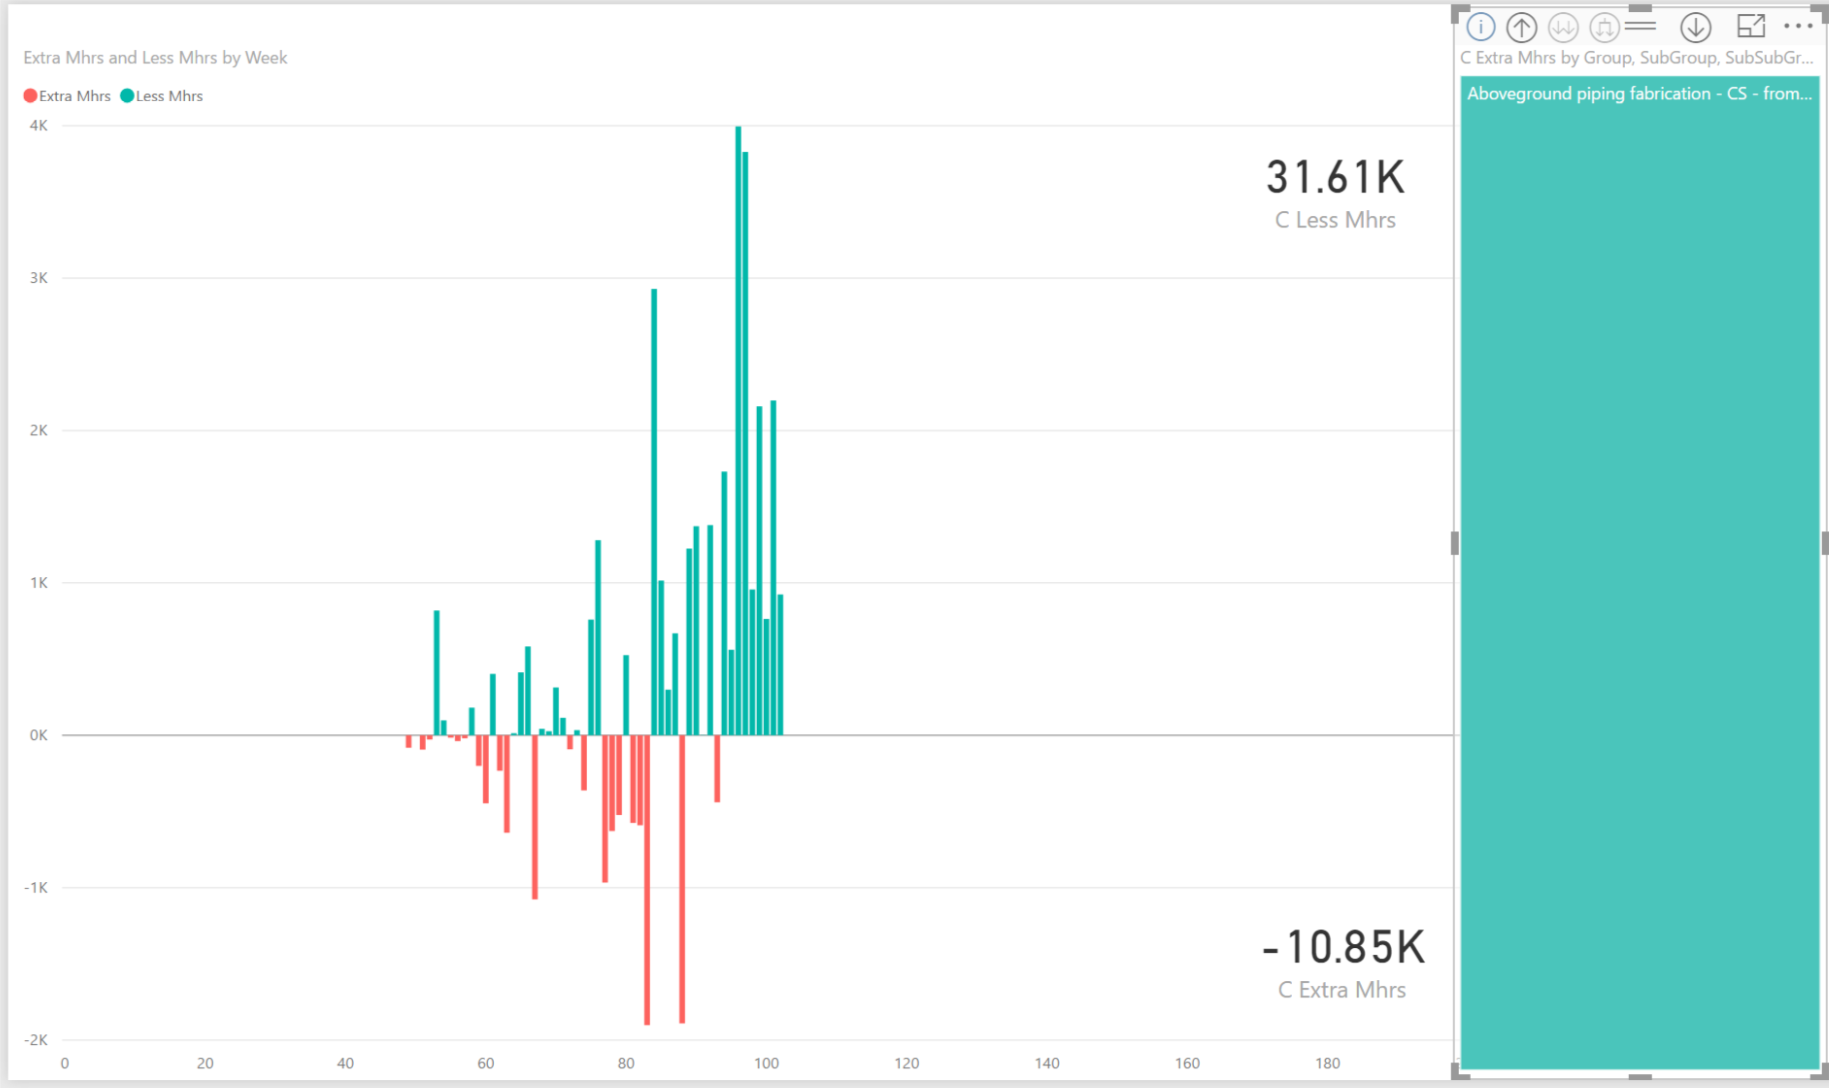 Extra Mhrs and Less Mhrs by Week
Extra Mhrs Less Mhrs
4K
3K
2K
1K
0K
-1K
-2K
0 20 40 60 80 100 120 140 160 180
31.61K
C Less Mhrs
-10.85K
C Extra Mhrs
C Extra Mhrs by Group, SubGroup, SubSubGr...
Aboveground piping fabrication - CS - from...